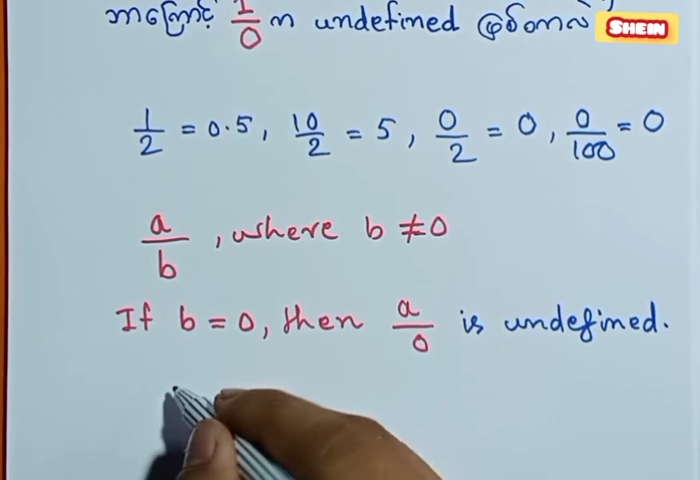 ဘာကြောင့် 1/0 က undefined ဖြစ်တာလဲ
SHEIN
1/2 = 0.5, 10/2 = 5, 0/2 = 0, 0/100 = 0
a/b, where b ≠ 0
If b = 0, then a/0 is undefined.